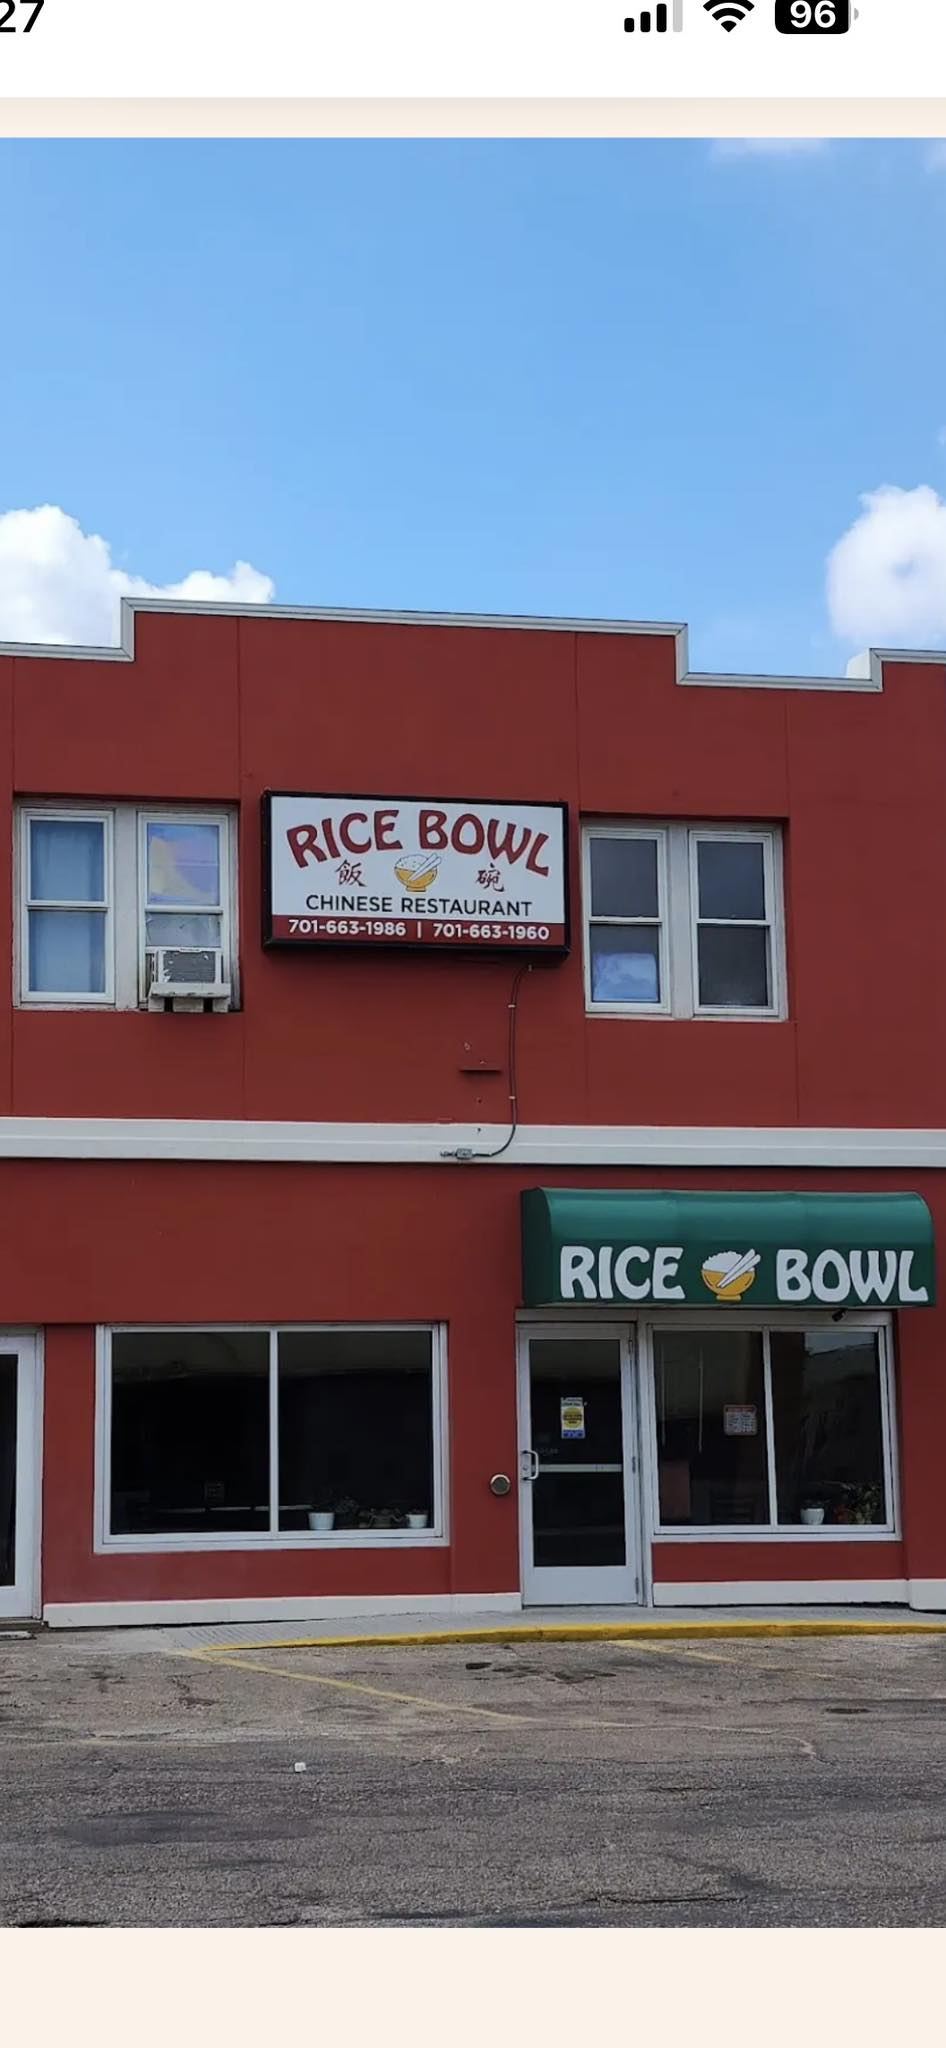 27
96
RICE BOWL
飯 碗
CHINESE RESTAURANT
701-663-1986 | 701-663-1960
RICE BOWL